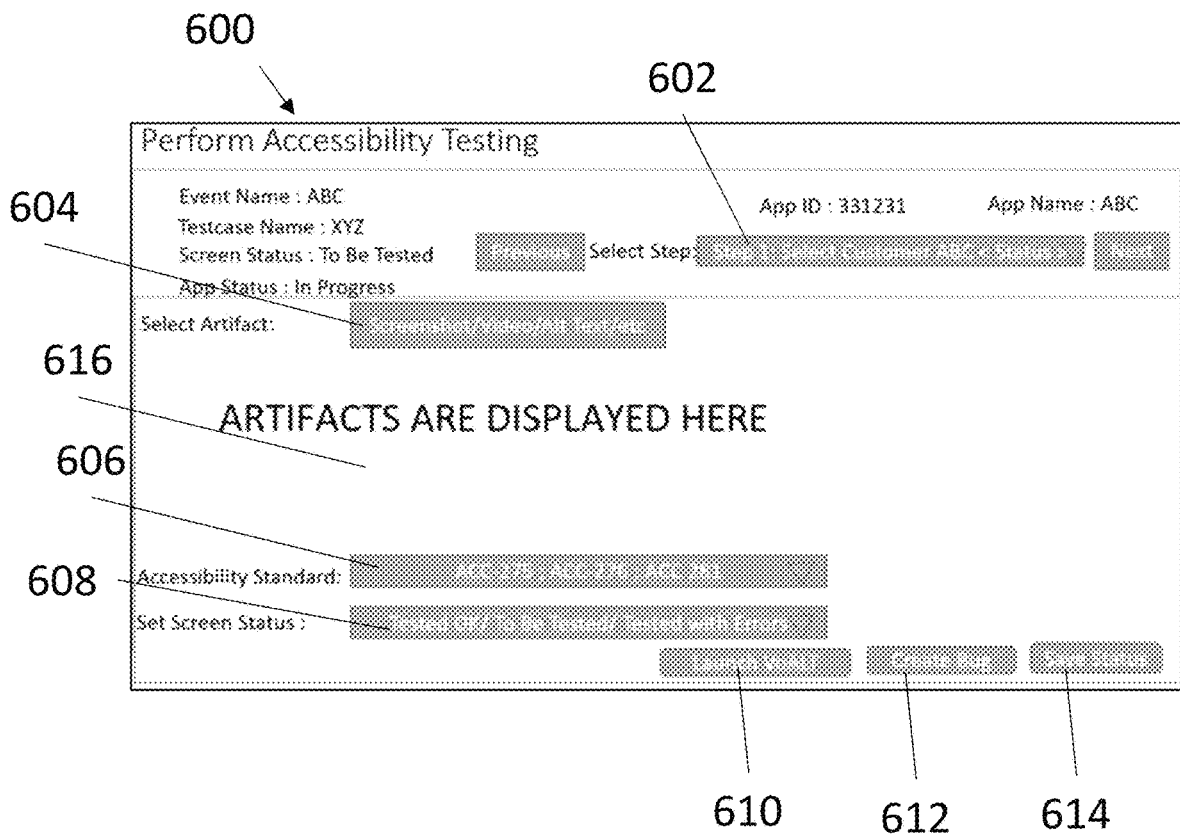 600
602
Perform Accessibility Testing
604
Event Name : ABC
App ID : 331231
App Name : ABC
Testcase Name : XYZ
Screen Status : To Be Tested
Previous
Select Step:
Next
App Status : In Progress
Select Artifact:
616
ARTIFACTS ARE DISPLAYED HERE
606
Accessibility Standard:
608
Set Screen Status :
610
612
614